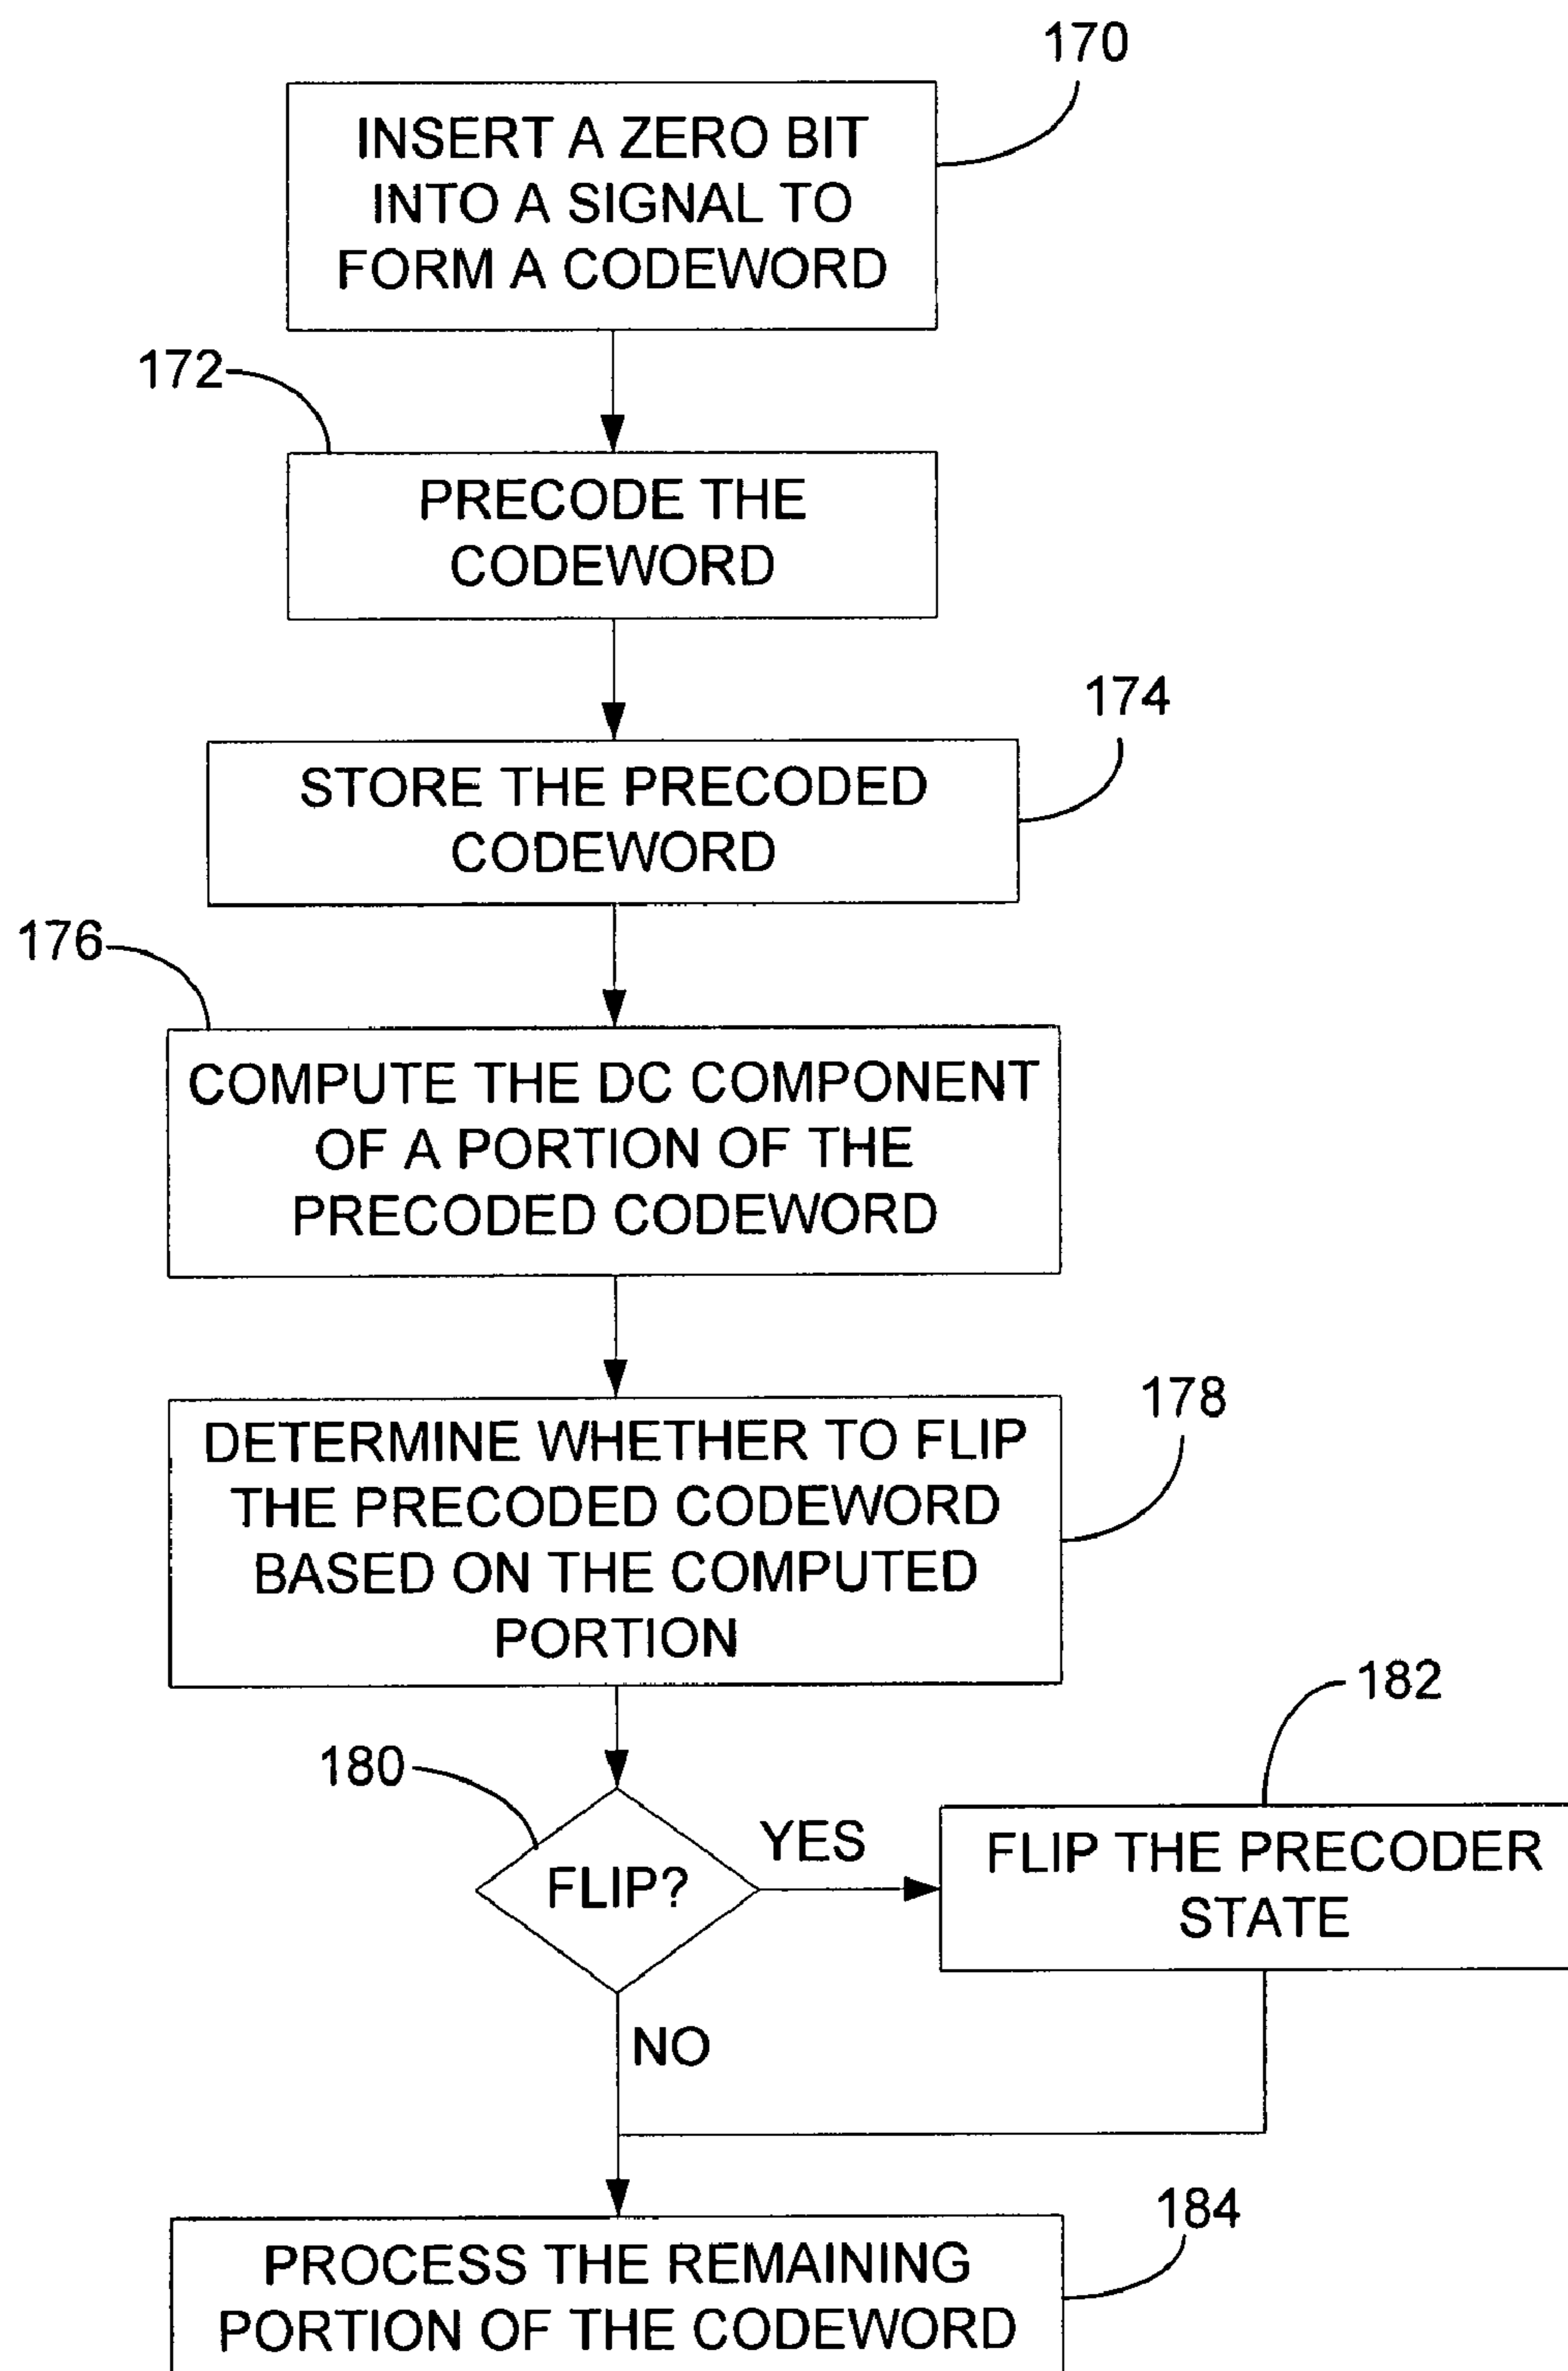 170
INSERT A ZERO BIT
INTO A SIGNAL TO
FORM A CODEWORD
172
PRECODE THE
CODEWORD
174
STORE THE PRECODED
CODEWORD
176
COMPUTE THE DC COMPONENT
OF A PORTION OF THE
PRECODED CODEWORD
178
DETERMINE WHETHER TO FLIP
THE PRECODED CODEWORD
BASED ON THE COMPUTED
PORTION
182
180
FLIP?
YES
FLIP THE PRECODER
STATE
NO
184
PROCESS THE REMAINING
PORTION OF THE CODEWORD